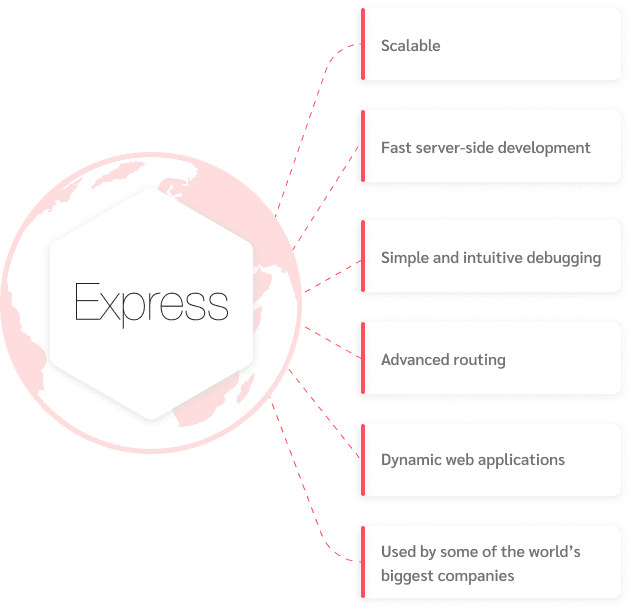 Scalable
Fast server-side development
Simple and intuitive debugging
Express
Advanced routing
Dynamic web applications
Used by some of the world’s
biggest companies